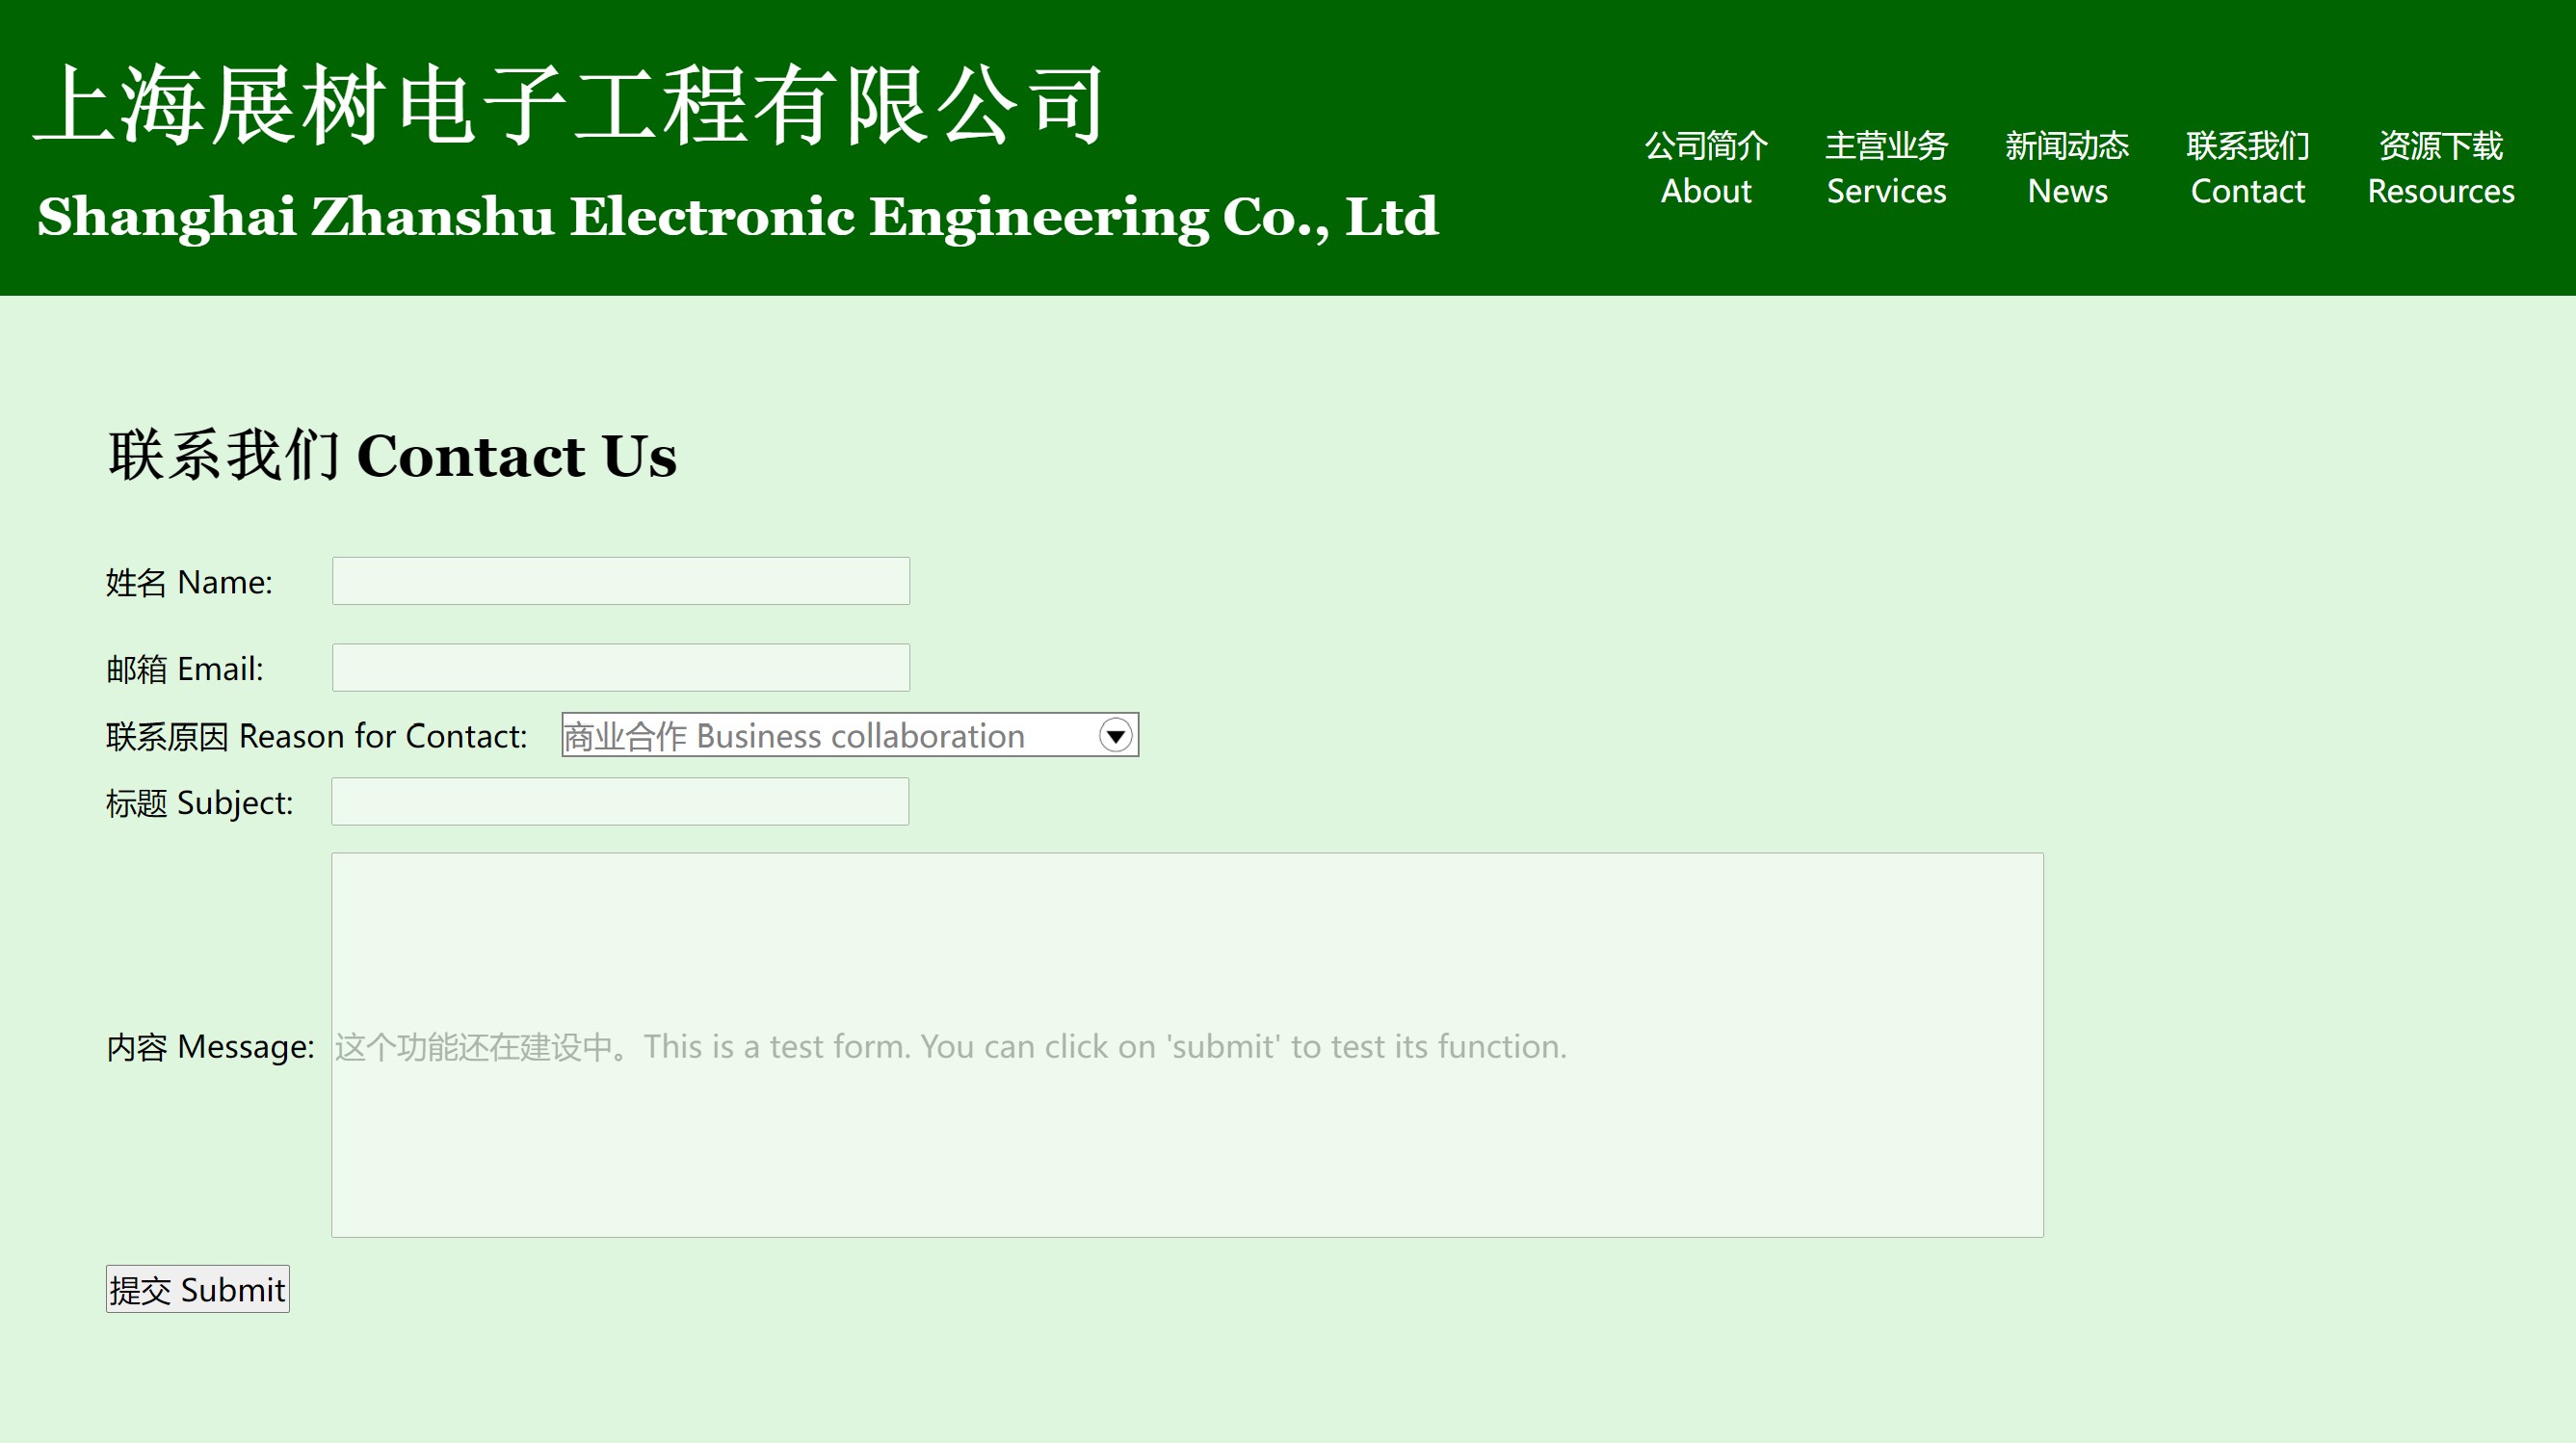 上海展树电子工程有限公司
Shanghai Zhanshu Electronic Engineering Co., Ltd
公司简介 主营业务 新闻动态 联系我们 资源下载
About Services News Contact Resources
联系我们 Contact Us
姓名 Name:
邮箱 Email:
联系原因 Reason for Contact: 商业合作 Business collaboration
标题 Subject:
内容 Message: 这个功能还在建设中。This is a test form. You can click on 'submit' to test its function.
提交 Submit